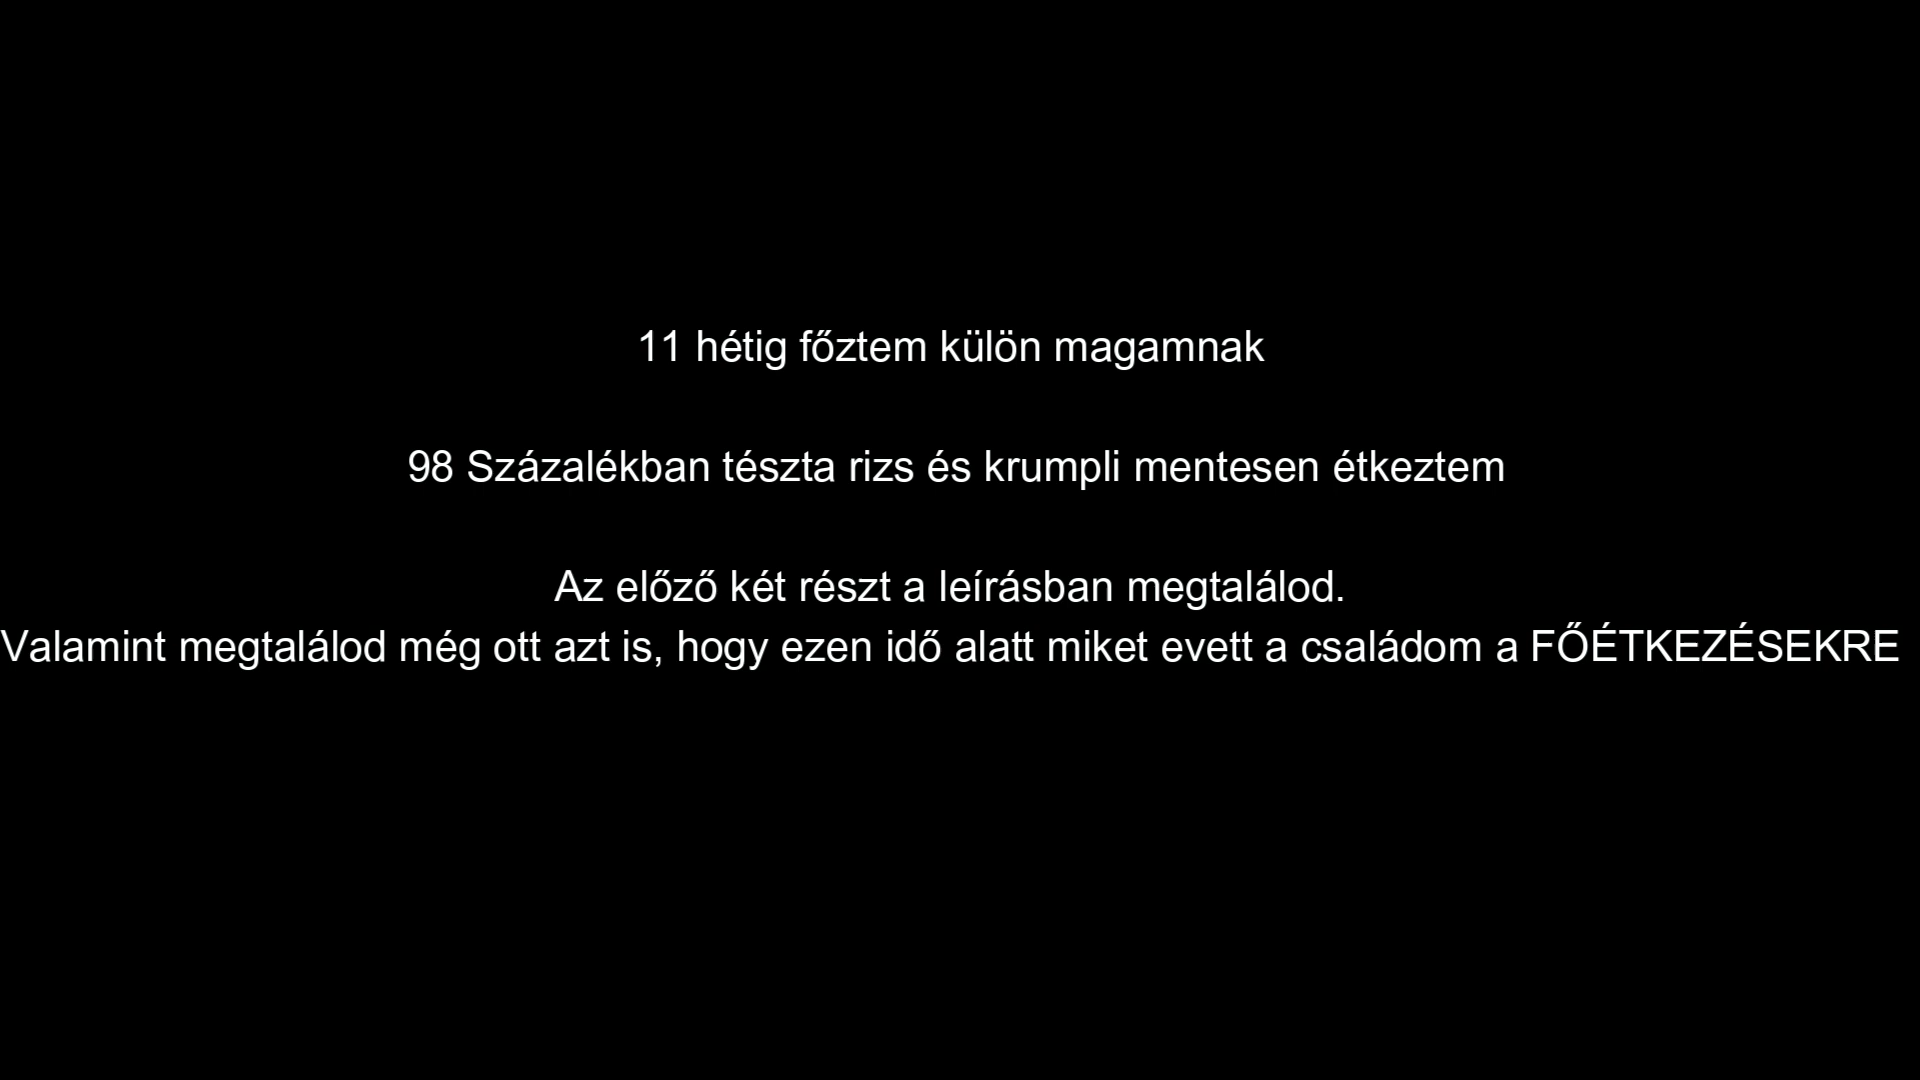 11 hétig főztem külön magamnak
98 Százalékban tészta rizs és krumpli mentesen étkeztem
Az előző két részt a leírásban megtalálod.
Valamint megtalálod még ott azt is, hogy ezen idő alatt miket evett a családom a FŐÉTKEZÉSEKRE